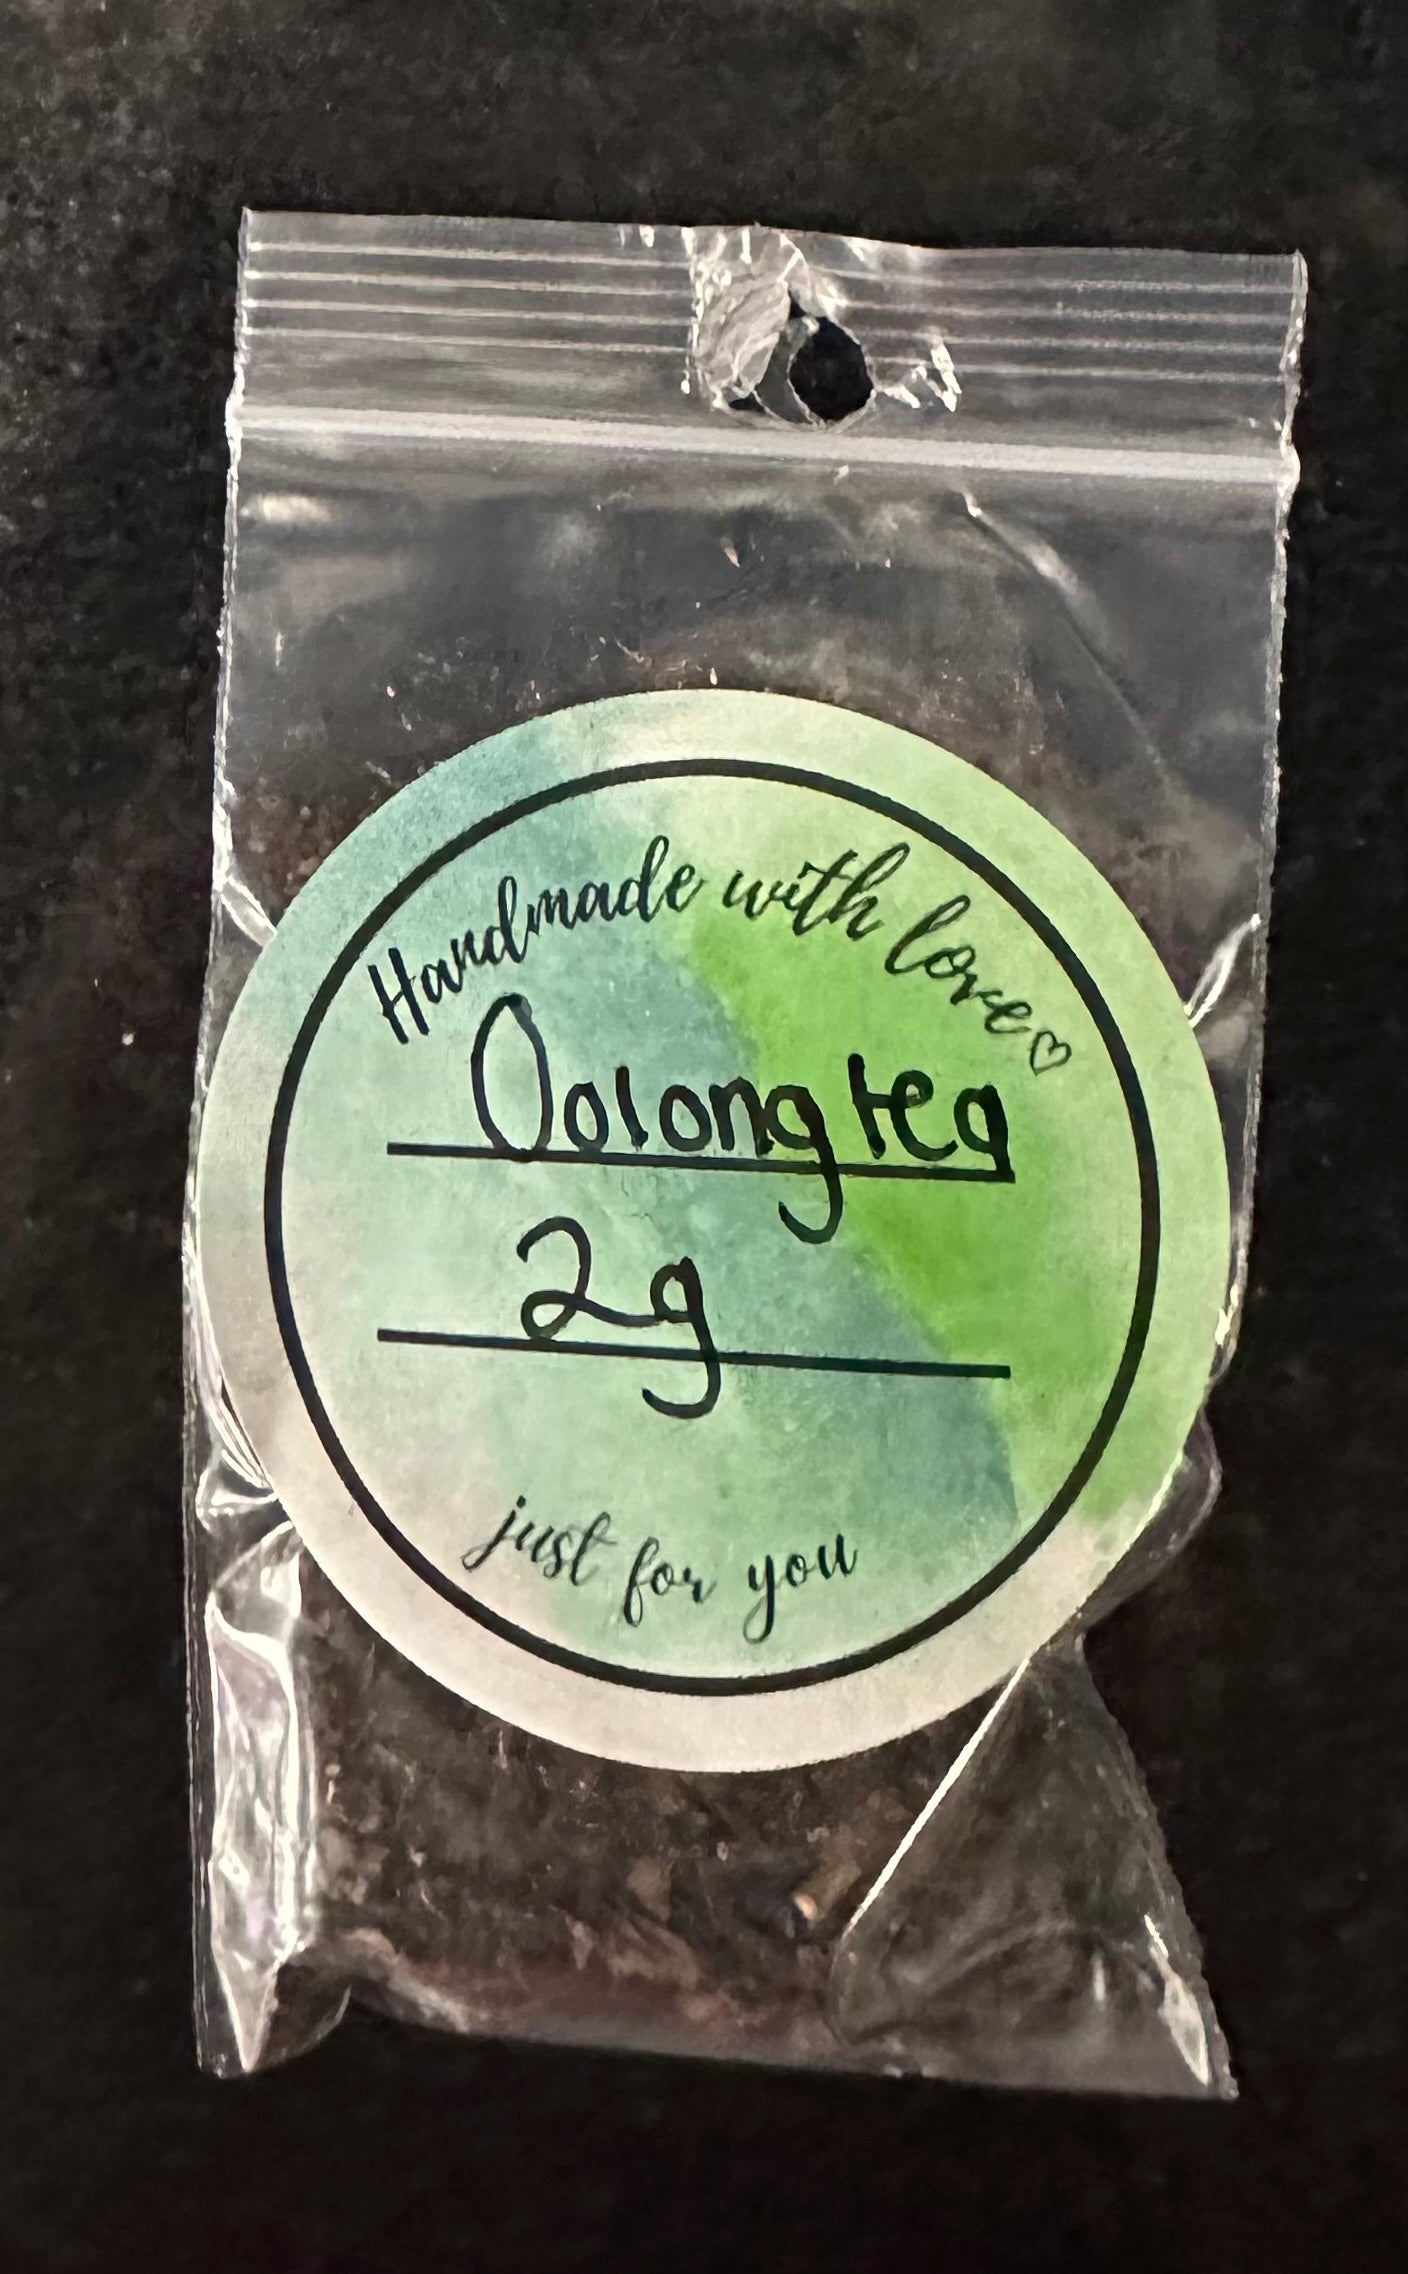 Handmade with love♡
Oolong tea
2g
just for you